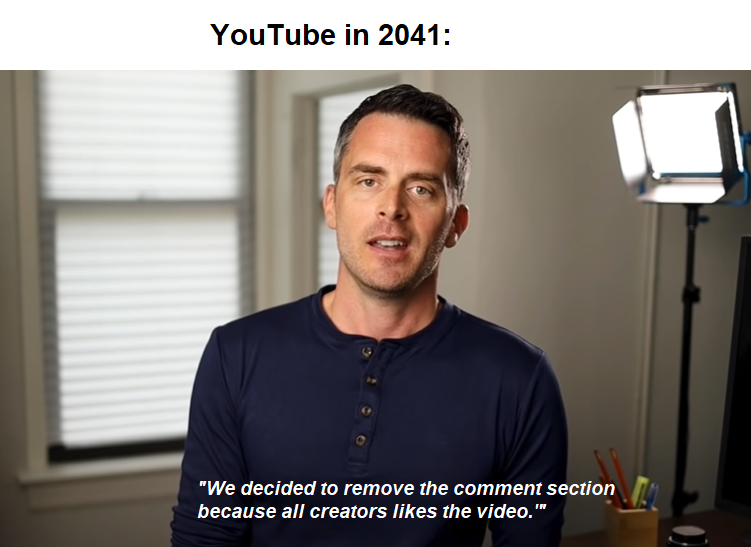 YouTube in 2041:
"We decided to remove the comment section
because all creators likes the video.'"